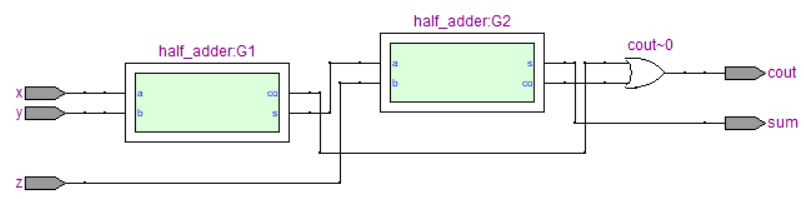 half_adder:G2
half_adder:G1
cout~0
a s
x a co b co cout
y b s
sum
z